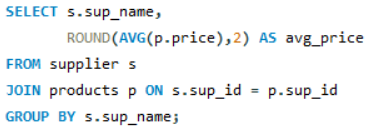 SELECT s.sup_name,
       ROUND(AVG(p.price),2) AS avg_price
FROM supplier s
JOIN products p ON s.sup_id = p.sup_id
GROUP BY s.sup_name;